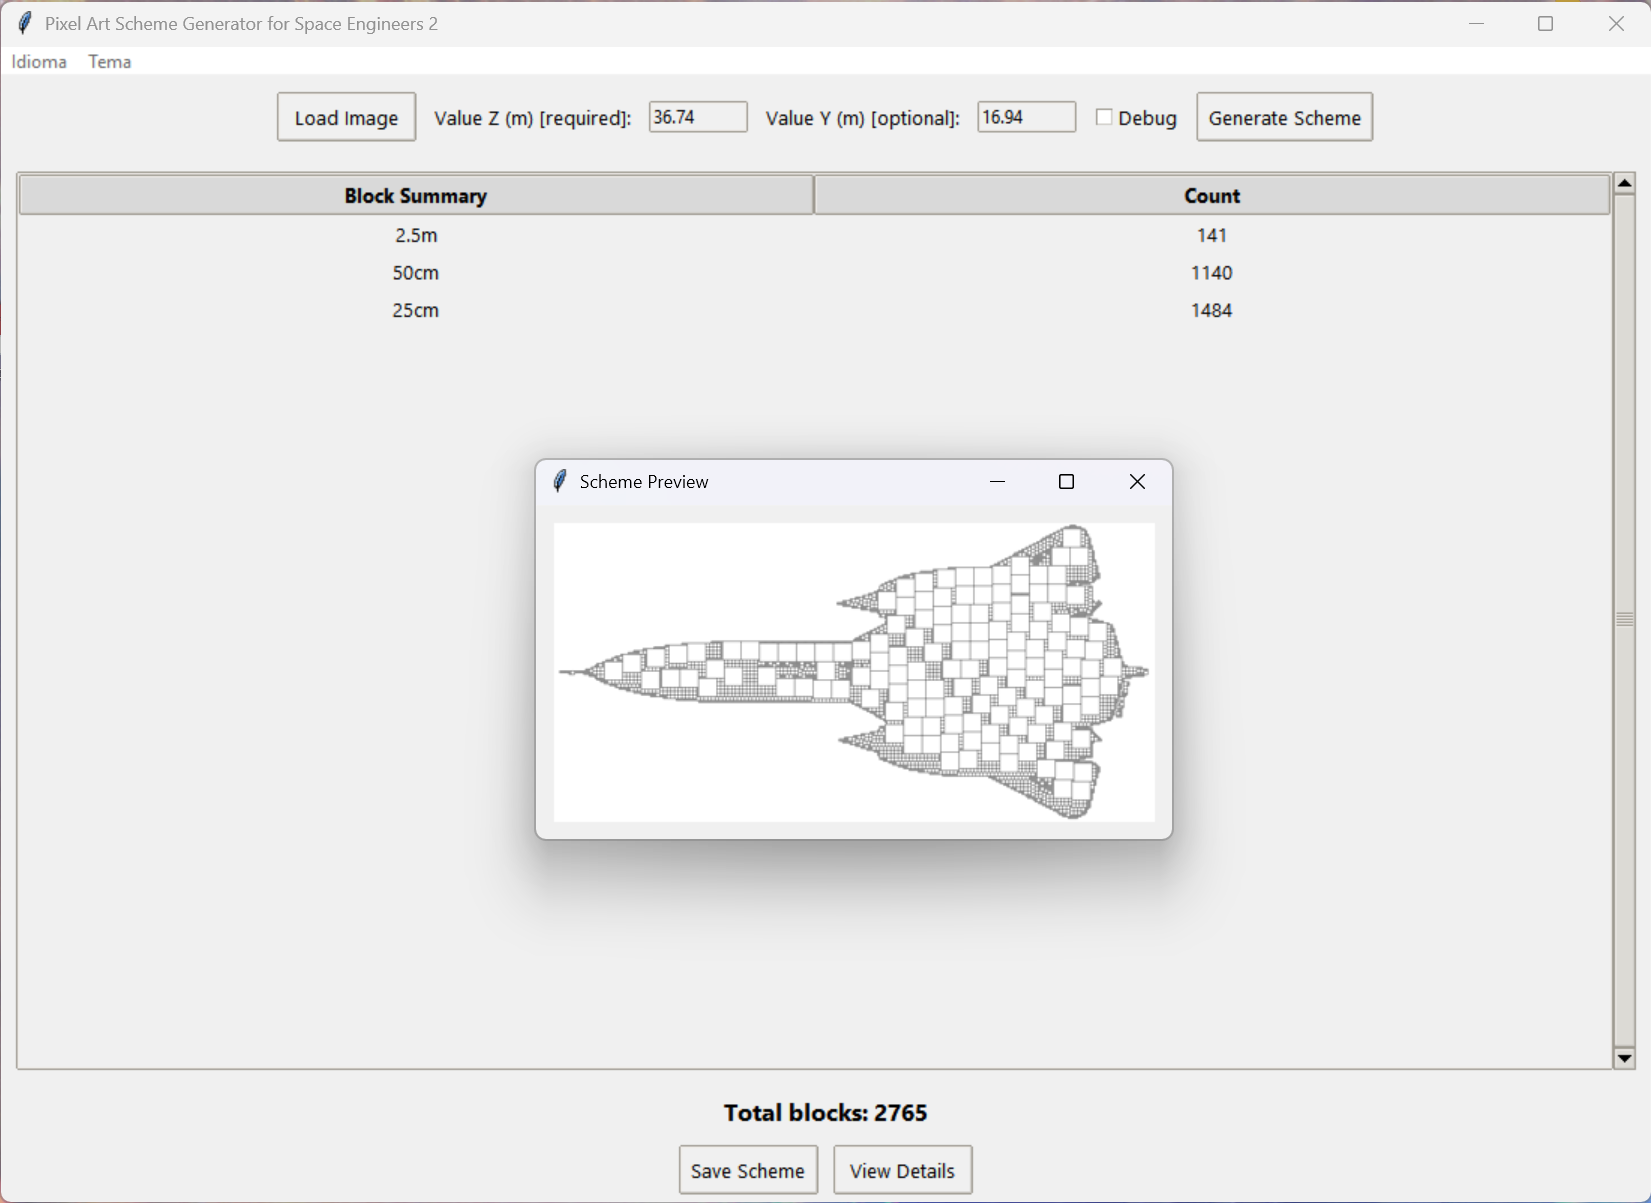 Pixel Art Scheme Generator for Space Engineers 2
Idioma Tema
Load Image Value Z (m) [required]: 36.74 Value Y (m) [optional]: 16.94 Debug Generate Scheme
Block Summary Count
2.5m 141
50cm 1140
25cm 1484
Scheme Preview
Total blocks: 2765
Save Scheme View Details